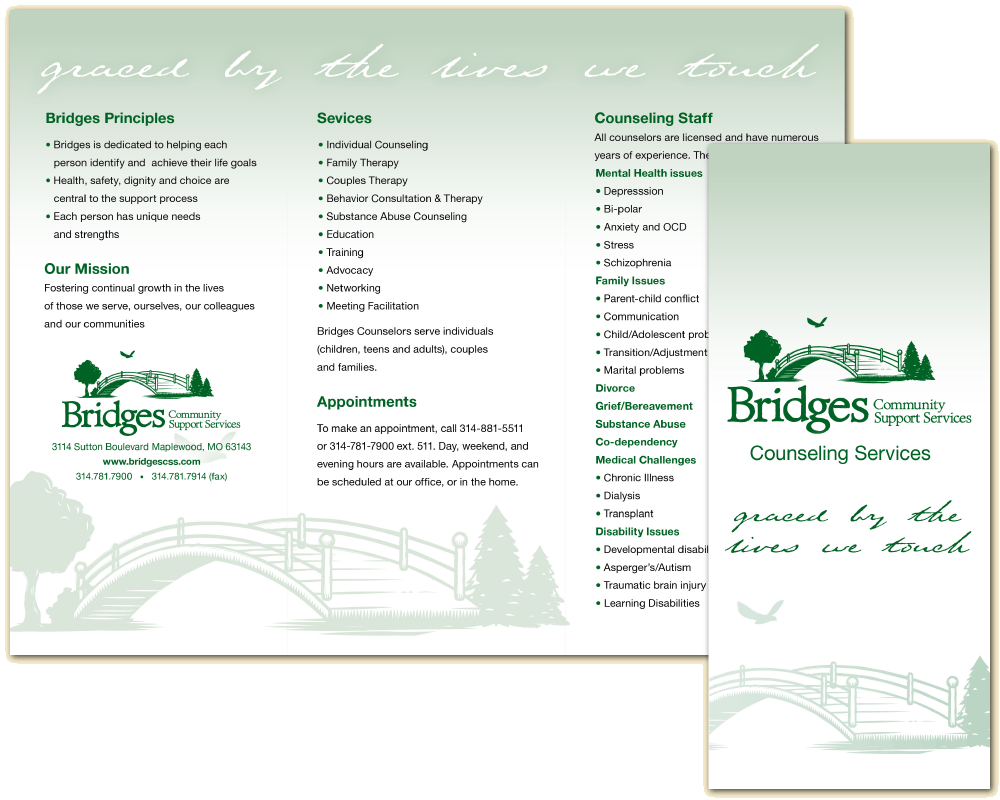 graced by the lives we touch
Bridges Principles
• Bridges is dedicated to helping each
person identify and achieve their life goals
• Health, safety, dignity and choice are
central to the support process
• Each person has unique needs
and strengths
Our Mission
Fostering continual growth in the lives
of those we serve, ourselves, our colleagues
and our communities
Bridges Community
Support Services
3114 Sutton Boulevard Maplewood, MO 63143
www.bridgescss.com
314.781.7900 • 314.781.7914 (fax)
Sevices
• Individual Counseling
• Family Therapy
• Couples Therapy
• Behavior Consultation & Therapy
• Substance Abuse Counseling
• Education
• Training
• Advocacy
• Networking
• Meeting Facilitation
Bridges Counselors serve individuals
(children, teens and adults), couples
and families.
Appointments
To make an appointment, call 314-881-5511
or 314-781-7900 ext. 511. Day, weekend, and
evening hours are available. Appointments can
be scheduled at our office, or in the home.
Counseling Staff
All counselors are licensed and have numerous
years of experience.
Mental Health issues
• Depresssion
• Bi-polar
• Anxiety and OCD
• Stress
• Schizophrenia
Family Issues
• Parent-child conflict
• Communication
• Child/Adolescent
• Transition/Adjustment
• Marital problems
Divorce
Grief/Bereavement
Substance Abuse
Co-dependency
Medical Challenges
• Chronic Illness
• Dialysis
• Transplant
Disability Issues
• Developmental
• Asperger's/Autism
• Traumatic brain injury
• Learning Disabilities
Bridges Community
Support Services
Counseling Services
graced by the
lives we touch